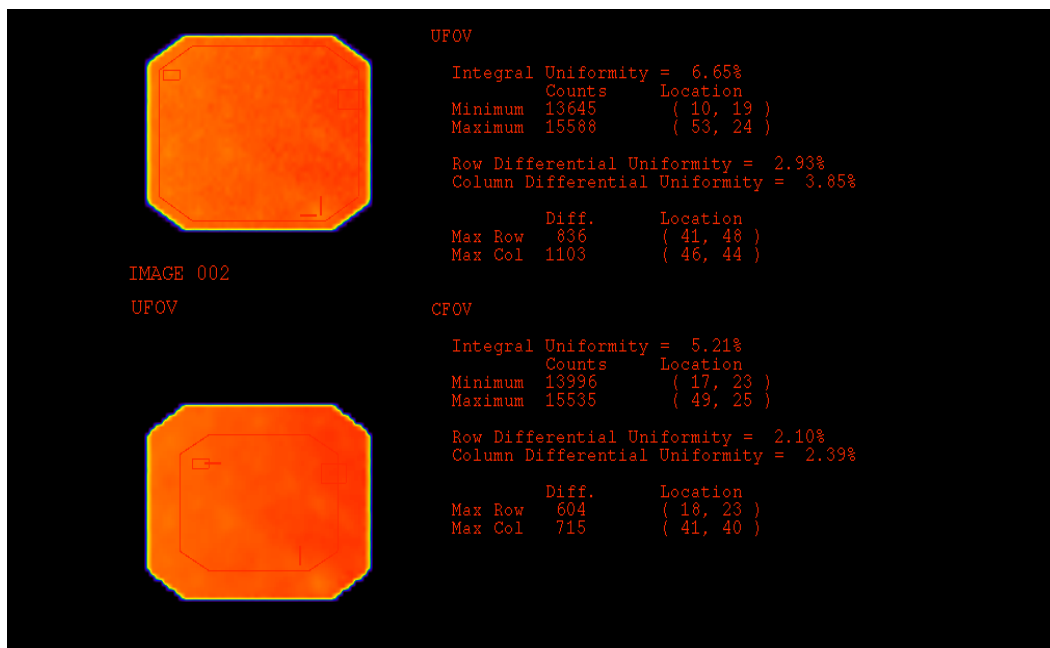 UFOV
Integral Uniformity = 6.65%
Counts Location
Minimum 13645 ( 10, 19 )
Maximum 15588 ( 53, 24 )
Row Differential Uniformity = 2.93%
Column Differential Uniformity = 3.85%
Diff. Location
Max Row 836 ( 41, 48 )
Max Col 1103 ( 46, 44 )
IMAGE 002
UFOV
CFOV
Integral Uniformity = 5.21%
Counts Location
Minimum 13996 ( 17, 23 )
Maximum 15535 ( 49, 25 )
Row Differential Uniformity = 2.10%
Column Differential Uniformity = 2.39%
Diff. Location
Max Row 604 ( 18, 23 )
Max Col 715 ( 41, 40 )